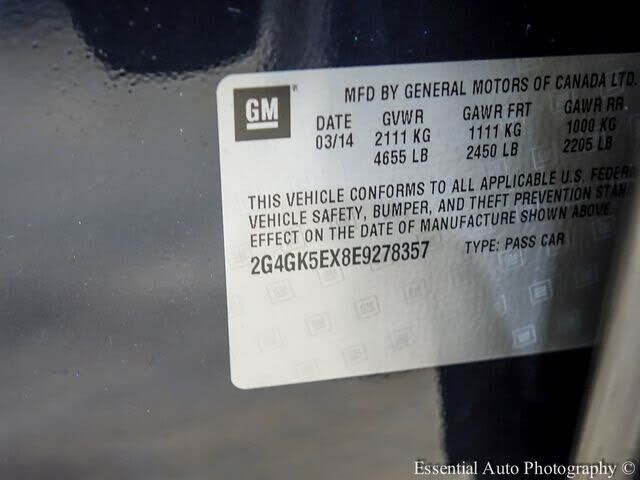 GM
MFD BY GENERAL MOTORS OF CANADA LTD.
DATE GVWR GAWR FRT GAWR RR
03/14 2111 KG 1111 KG 1000 KG
4655 LB 2450 LB 2205 LB
THIS VEHICLE CONFORMS TO ALL APPLICABLE U.S. FEDER
VEHICLE SAFETY, BUMPER, AND THEFT PREVENTION STAN
EFFECT ON THE DATE OF MANUFACTURE SHOWN ABOVE.
2G4GK5EX8E9278357 TYPE: PASS CAR
Essential Auto Photography ©